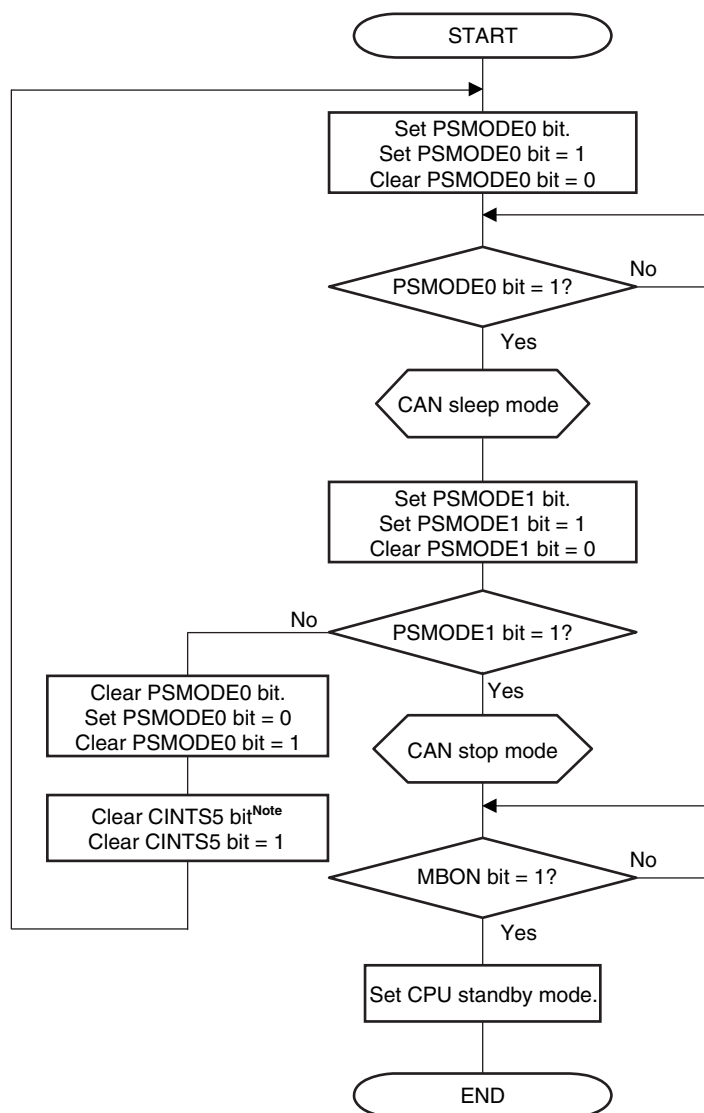 START
Set PSMODE0 bit.
Set PSMODE0 bit = 1
Clear PSMODE0 bit = 0
PSMODE0 bit = 1?
No
Yes
CAN sleep mode
Set PSMODE1 bit.
Set PSMODE1 bit = 1
Clear PSMODE1 bit = 0
No
PSMODE1 bit = 1?
Yes
Clear PSMODE0 bit.
Set PSMODE0 bit = 0
Clear PSMODE0 bit = 1
CAN stop mode
Clear CINTS5 bitNote
Clear CINTS5 bit = 1
MBON bit = 1?
No
Yes
Set CPU standby mode.
END